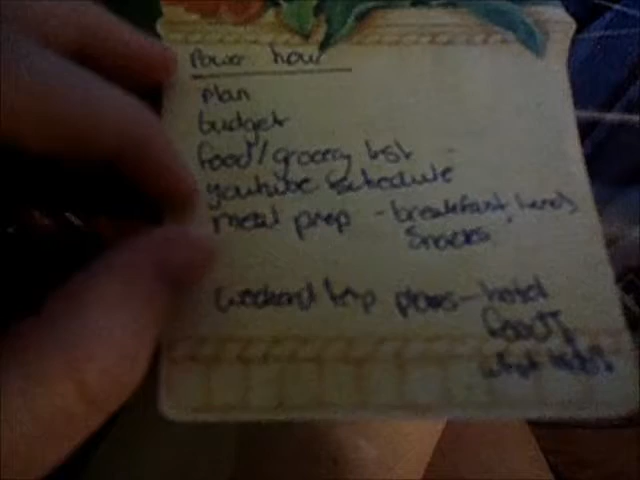 Power hour
plan
budget
food/grocery list
youtube schedule
meal prep - breakfast, lunch
Snacks
weekend trip plans - hotel
food
what